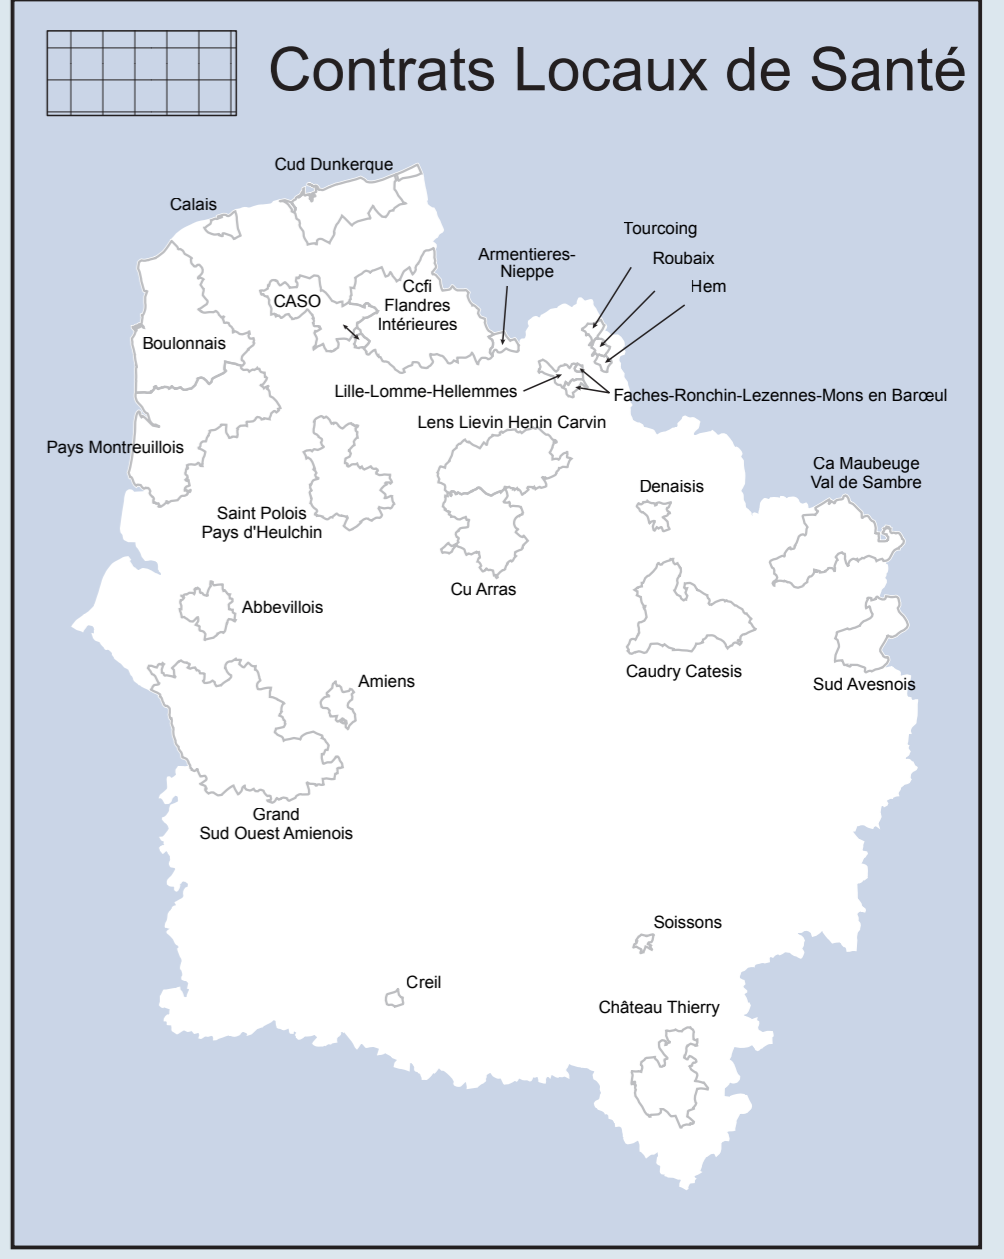 Contrats Locaux de Santé
Cud Dunkerque
Calais
Tourcoing
Roubaix
Hem
Armentieres-
Nieppe
CASO
Ccfi
Flandres
Intérieures
Boulonnais
Lille-Lomme-Hellemmes
Faches-Ronchin-Lezennes-Mons en Barœul
Lens Lievin Henin Carvin
Pays Montreuillois
Ca Maubeuge
Val de Sambre
Denaisis
Saint Polois
Pays d'Heulchin
Cu Arras
Abbevillois
Caudry Catesis
Sud Avesnois
Amiens
Grand
Sud Ouest Amienois
Soissons
Creil
Château Thierry